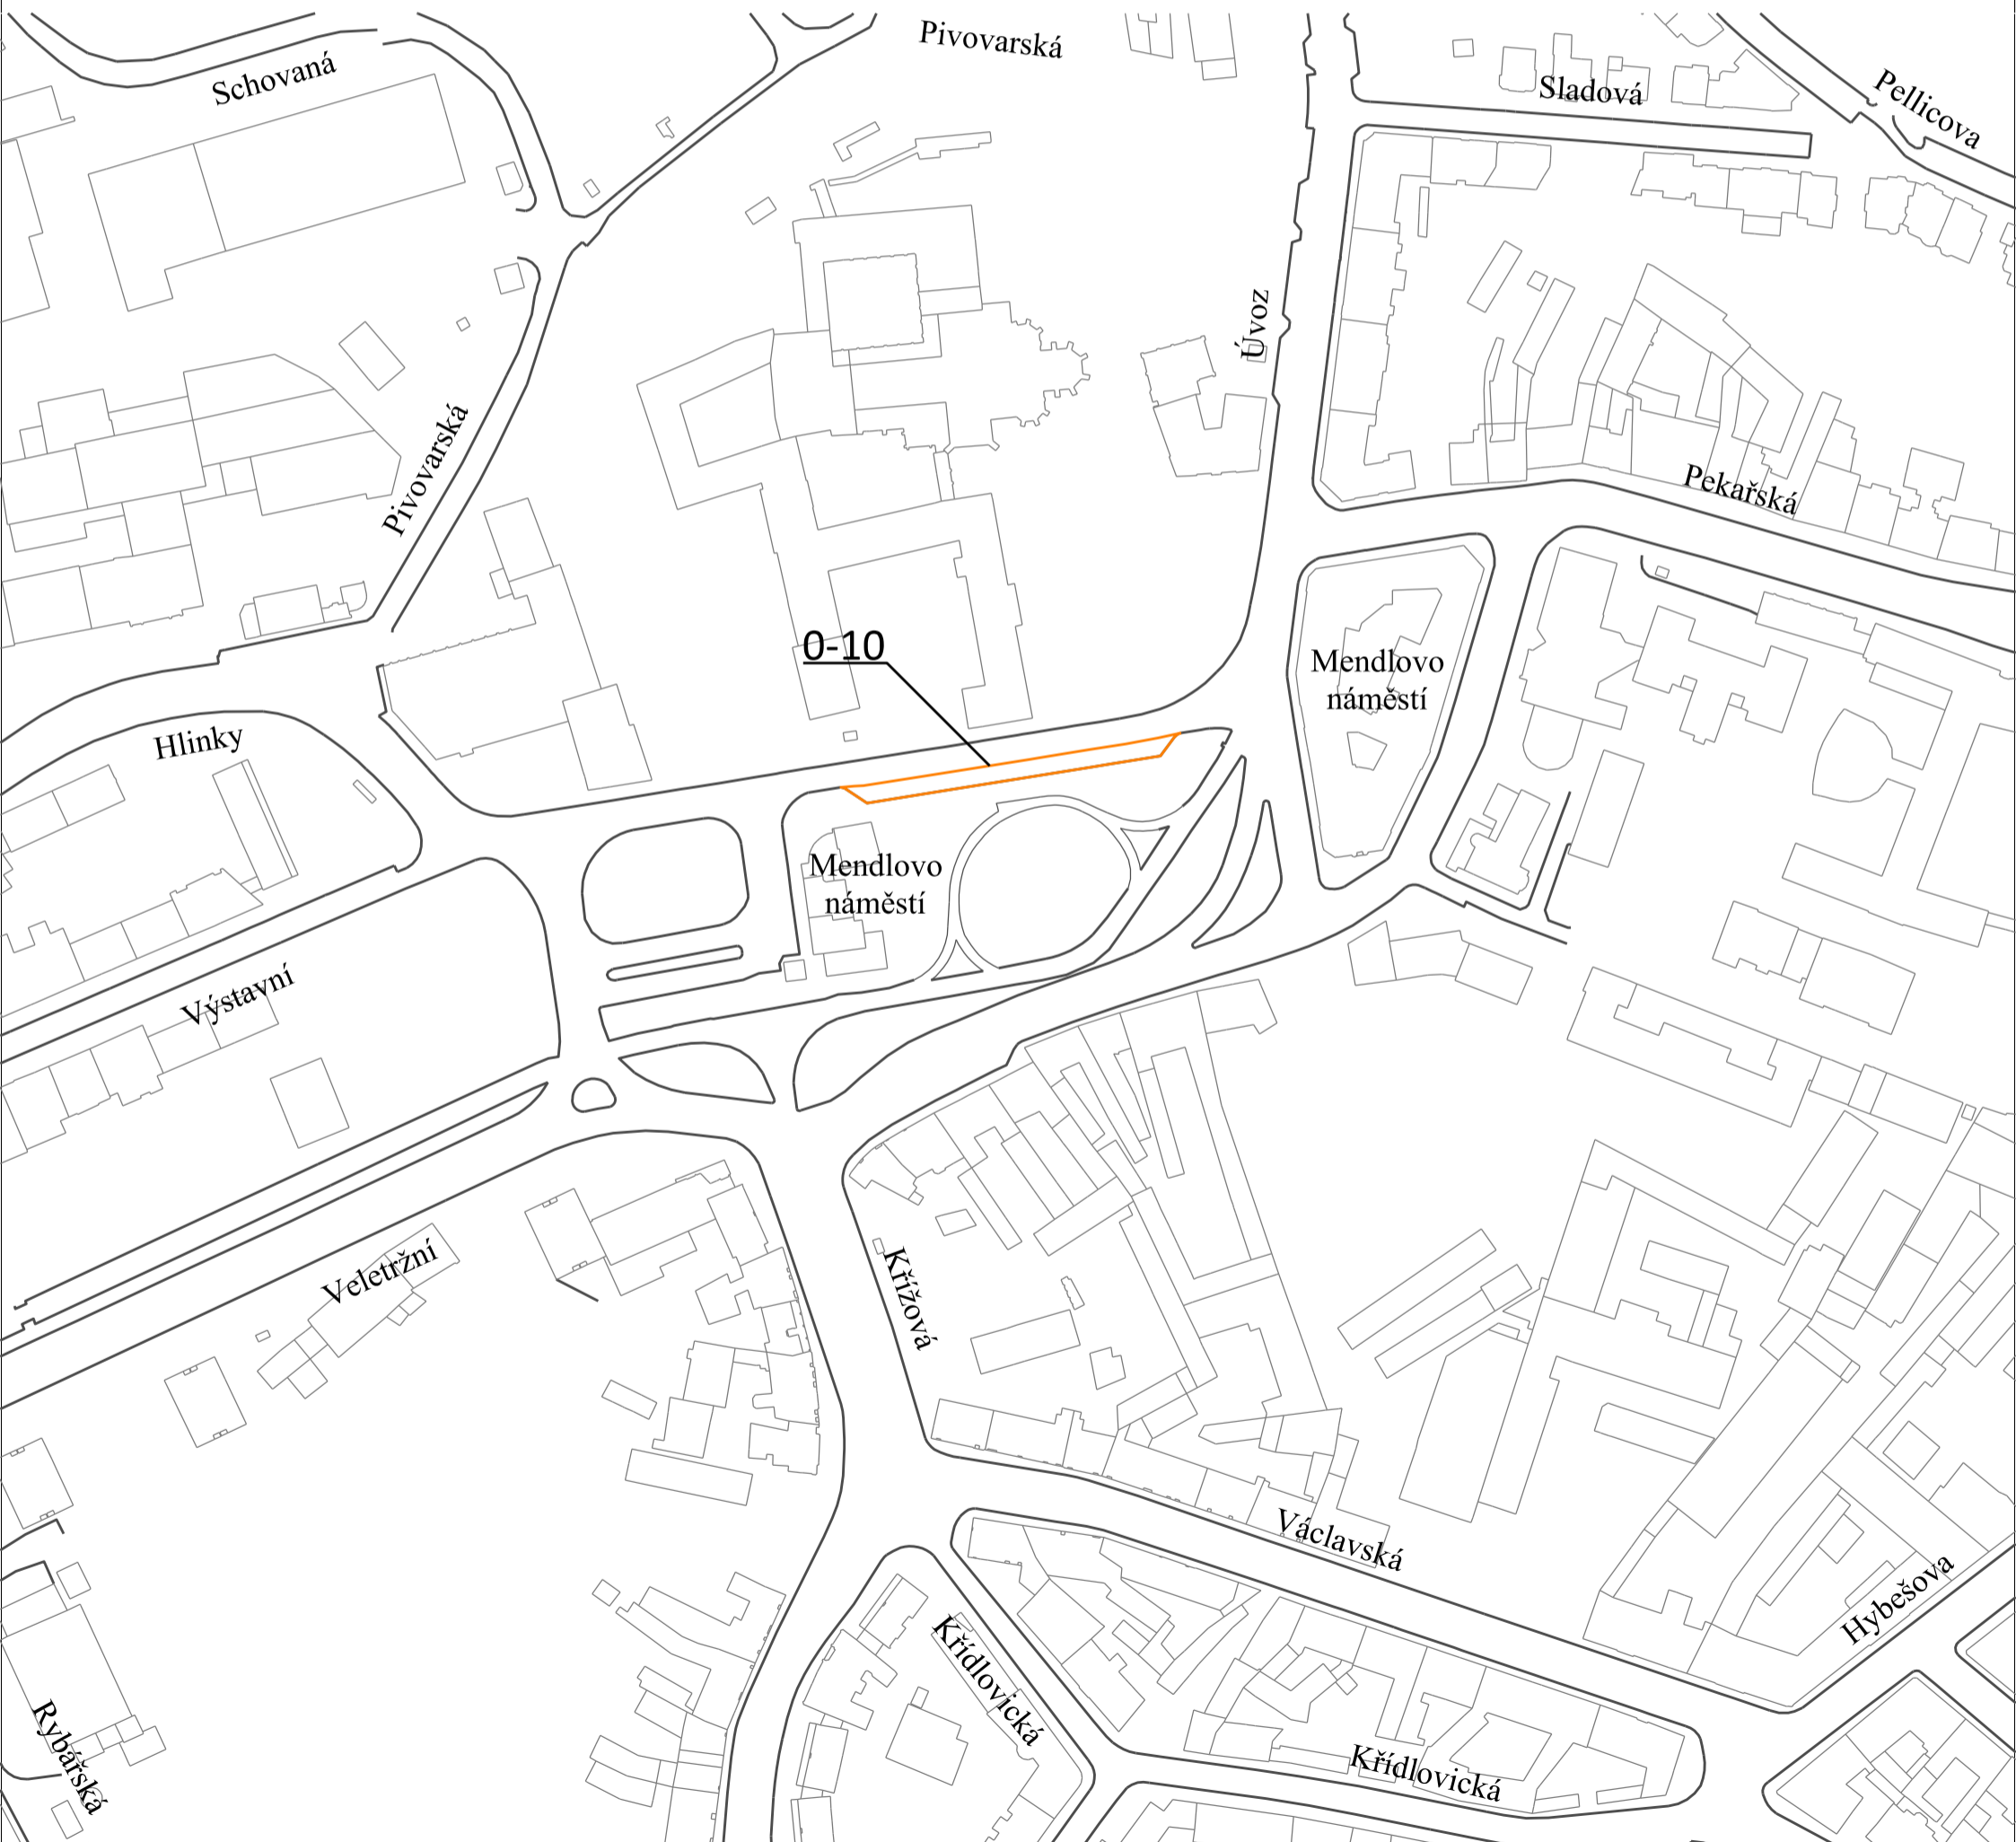 Pivovarská
Schovaná
Sladová
Pellicova
Úvoz
Pivovarská
Pekařská
0-10
Mendlovo
náměstí
Hlinky
Mendlovo
náměstí
Výstavní
Veletržní
Křížová
Václavská
Hybešova
Křídlovická
Rybářská
Křídlovická